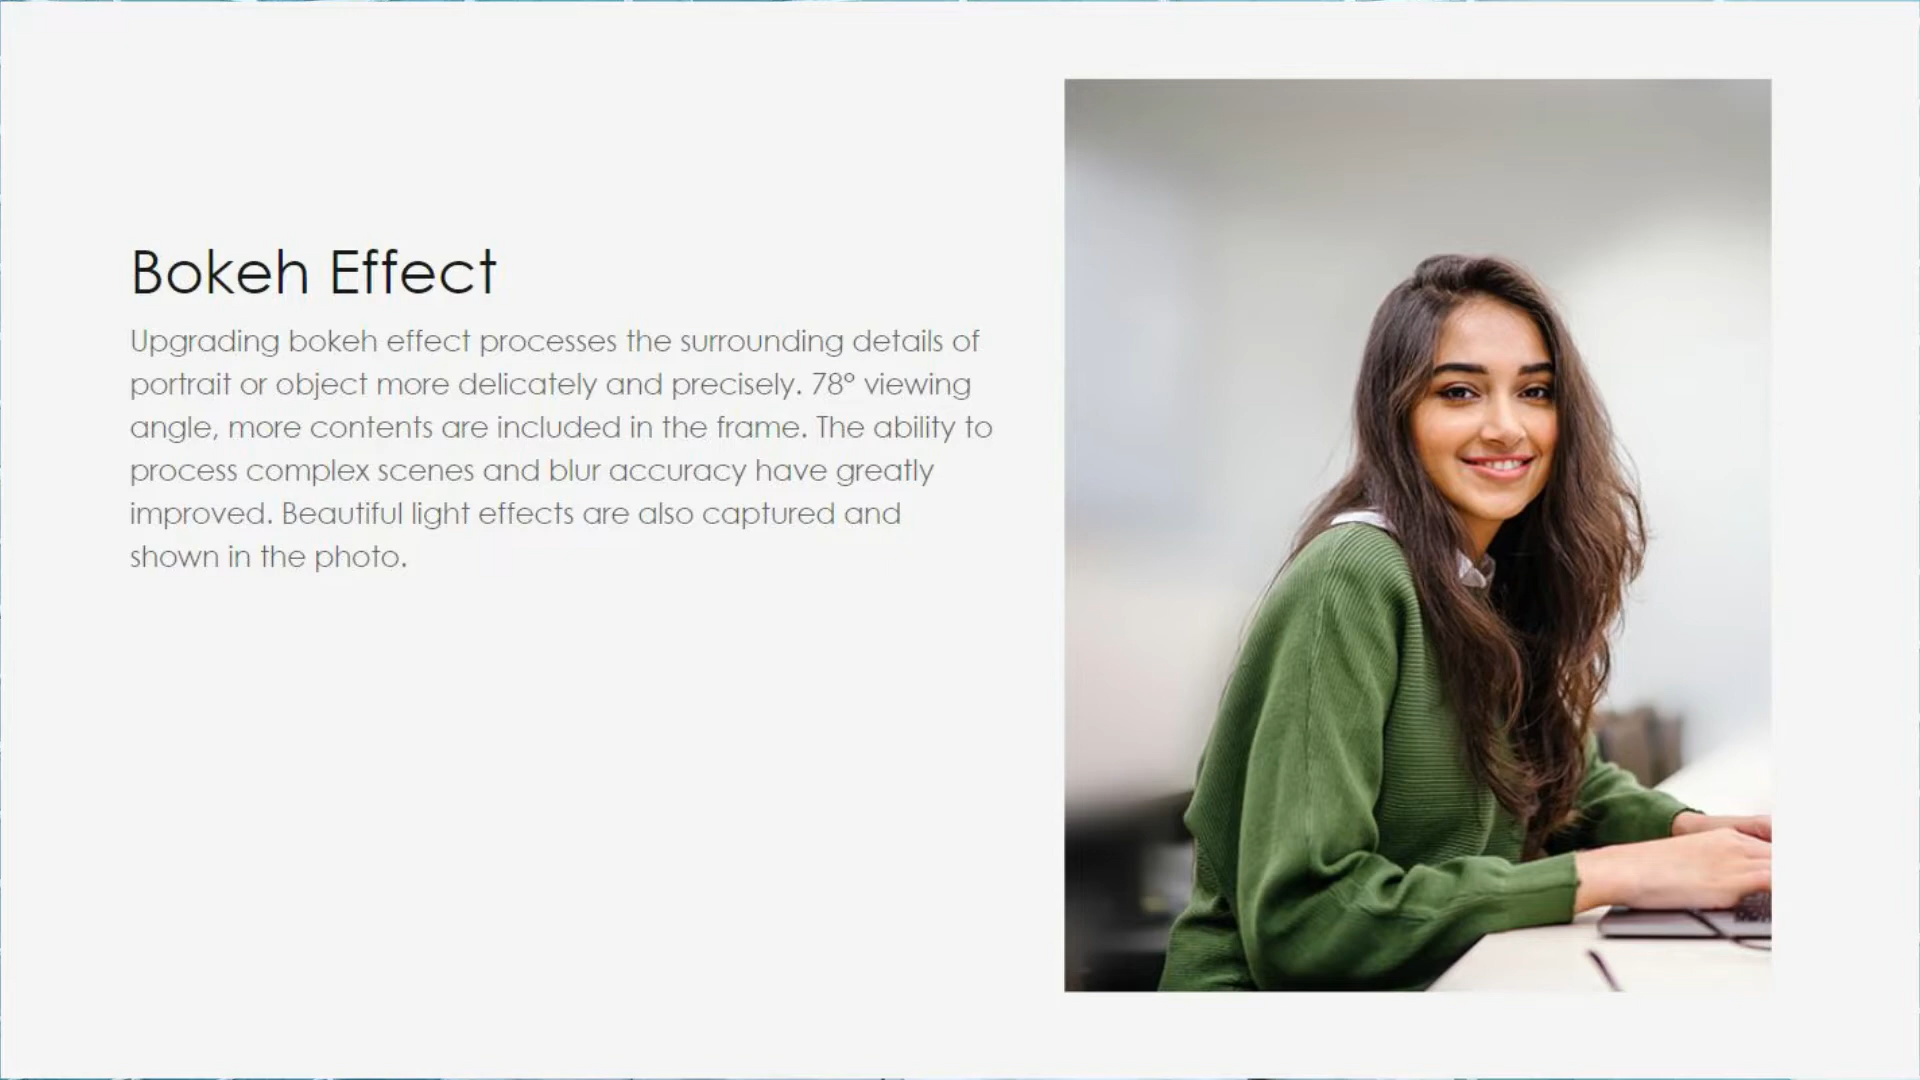 Bokeh Effect
Upgrading bokeh effect processes the surrounding details of
portrait or object more delicately and precisely. 78° viewing
angle, more contents are included in the frame. The ability to
process complex scenes and blur accuracy have greatly
improved. Beautiful light effects are also captured and
shown in the photo.